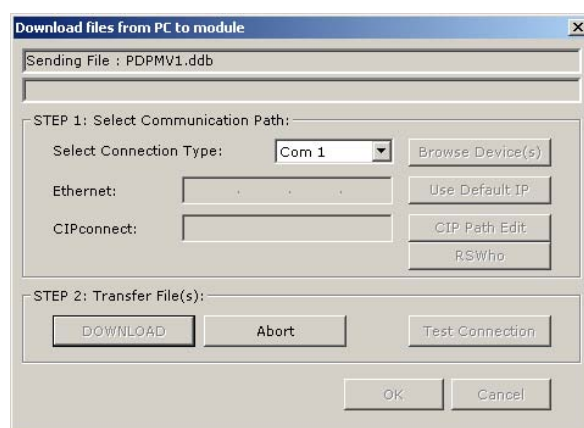 Download files from PC to module
Sending File : PDPMV1.ddb
STEP 1: Select Communication Path:
Select Connection Type: Com 1 Browse Device(s)
Ethernet: . . . Use Default IP
CIPconnect: CIP Path Edit
RSWho
STEP 2: Transfer File(s):
DOWNLOAD Abort Test Connection
OK Cancel